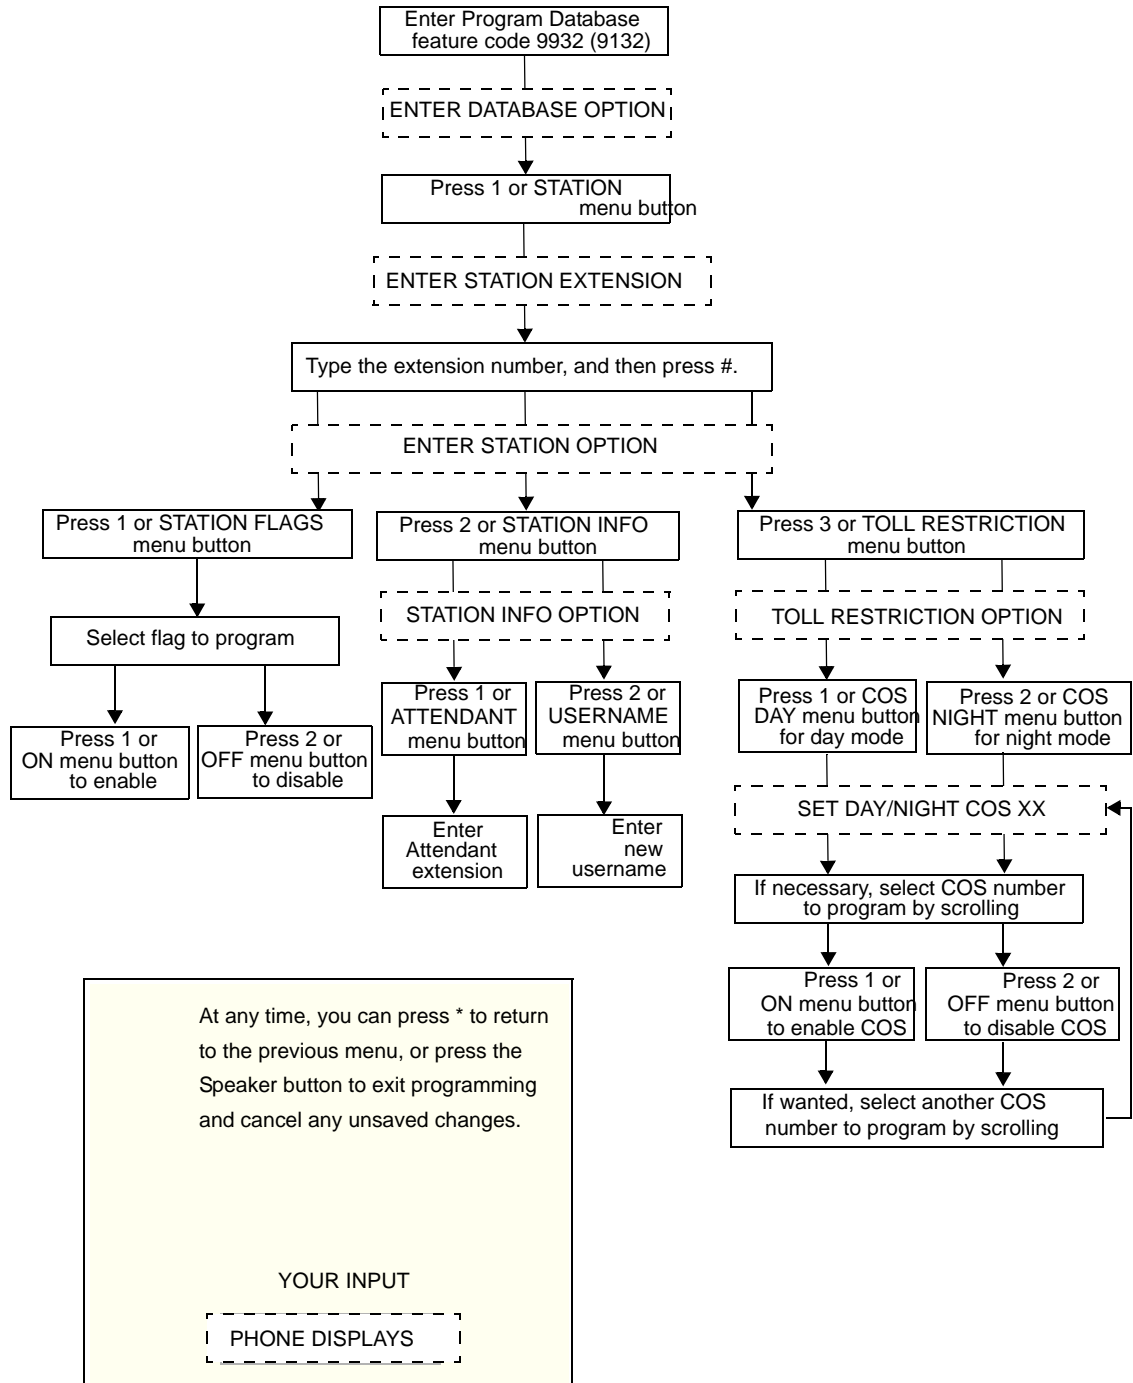 Enter Program Database
feature code 9932 (9132)
ENTER DATABASE OPTION
Press 1 or STATION
menu button
ENTER STATION EXTENSION
Type the extension number, and then press #.
ENTER STATION OPTION
Press 1 or STATION FLAGS
menu button
Press 2 or STATION INFO
menu button
Press 3 or TOLL RESTRICTION
menu button
Select flag to program
STATION INFO OPTION
TOLL RESTRICTION OPTION
Press 1 or
ON menu button
to enable
Press 2 or
OFF menu button
to disable
Press 1 or
ATTENDANT
menu button
Press 2 or
USERNAME
menu button
Press 1 or COS
DAY menu button
for day mode
Press 2 or COS
NIGHT menu button
for night mode
Enter
Attendant
extension
Enter
new
username
SET DAY/NIGHT COS XX
If necessary, select COS number
to program by scrolling
Press 1 or
ON menu button
to enable COS
Press 2 or
OFF menu button
to disable COS
If wanted, select another COS
number to program by scrolling
At any time, you can press * to return
to the previous menu, or press the
Speaker button to exit programming
and cancel any unsaved changes.
YOUR INPUT
PHONE DISPLAYS